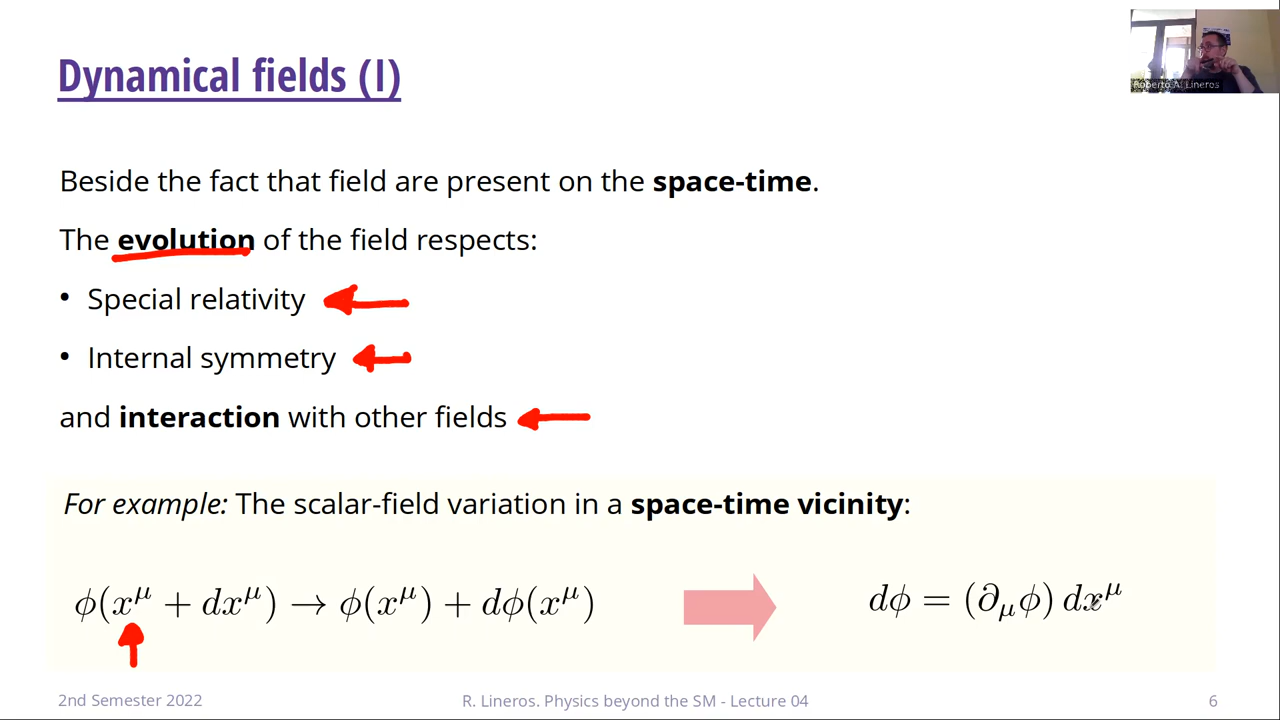 Dynamical fields (I)
Roberto A. Lineros
Beside the fact that field are present on the space-time.
The evolution of the field respects:
• Special relativity
• Internal symmetry
and interaction with other fields
For example: The scalar-field variation in a space-time vicinity:
ϕ(x^μ + dx^μ) → ϕ(x^μ) + dϕ(x^μ)
dϕ = (∂_μϕ) dx^μ
2nd Semester 2022
R. Lineros. Physics beyond the SM - Lecture 04
6